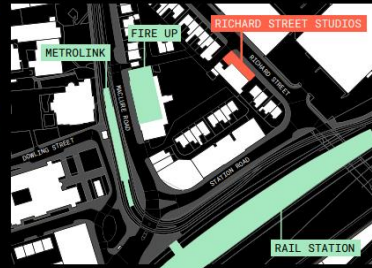 RICHARD STREET STUDIOS
FIRE UP
METROLINK
RICHARD STREET
MACLURE ROAD
DOWLING STREET
STATION ROAD
RAIL STATION